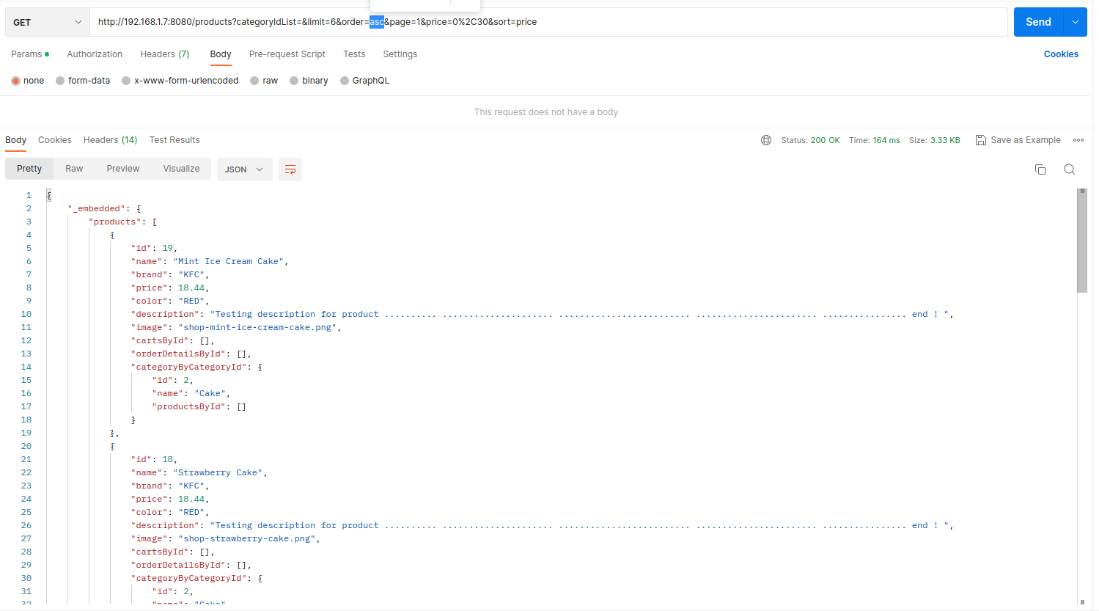 GET http://192.168.1.7:8080/products?categoryIdList=&limit=6&order=asc&page=1&price=0%2C30&sort=price Send
Params Authorization Headers (7) Body Pre-request Script Tests Settings Cookies
none form-data x-www-form-urlencoded raw binary GraphQL
This request does not have a body
Body Cookies Headers (14) Test Results Status: 200 OK Time: 164 ms Size: 3.33 KB Save as Example
Pretty Raw Preview Visualize JSON
1 {
2 "_embedded": {
3 "products": [
4 {
5 "id": 19,
6 "name": "Mint Ice Cream Cake",
7 "brand": "KFC",
8 "price": 18.44,
9 "color": "RED",
10 "description": "Testing description for product .......... ..................... ......................... ....................... ................ end ! ",
11 "image": "shop-mint-ice-cream-cake.png",
12 "cartsById": [],
13 "orderDetailsById": [],
14 "categoryByCategoryId": {
15 "id": 2,
16 "name": "Cake",
17 "productsById": []
18 }
19 },
20 {
21 "id": 18,
22 "name": "Strawberry Cake",
23 "brand": "KFC",
24 "price": 18.44,
25 "color": "RED",
26 "description": "Testing description for product .......... ..................... ......................... ....................... ................ end ! ",
27 "image": "shop-strawberry-cake.png",
28 "cartsById": [],
29 "orderDetailsById": [],
30 "categoryByCategoryId": {
31 "id": 2,
32 "name": "Cake",